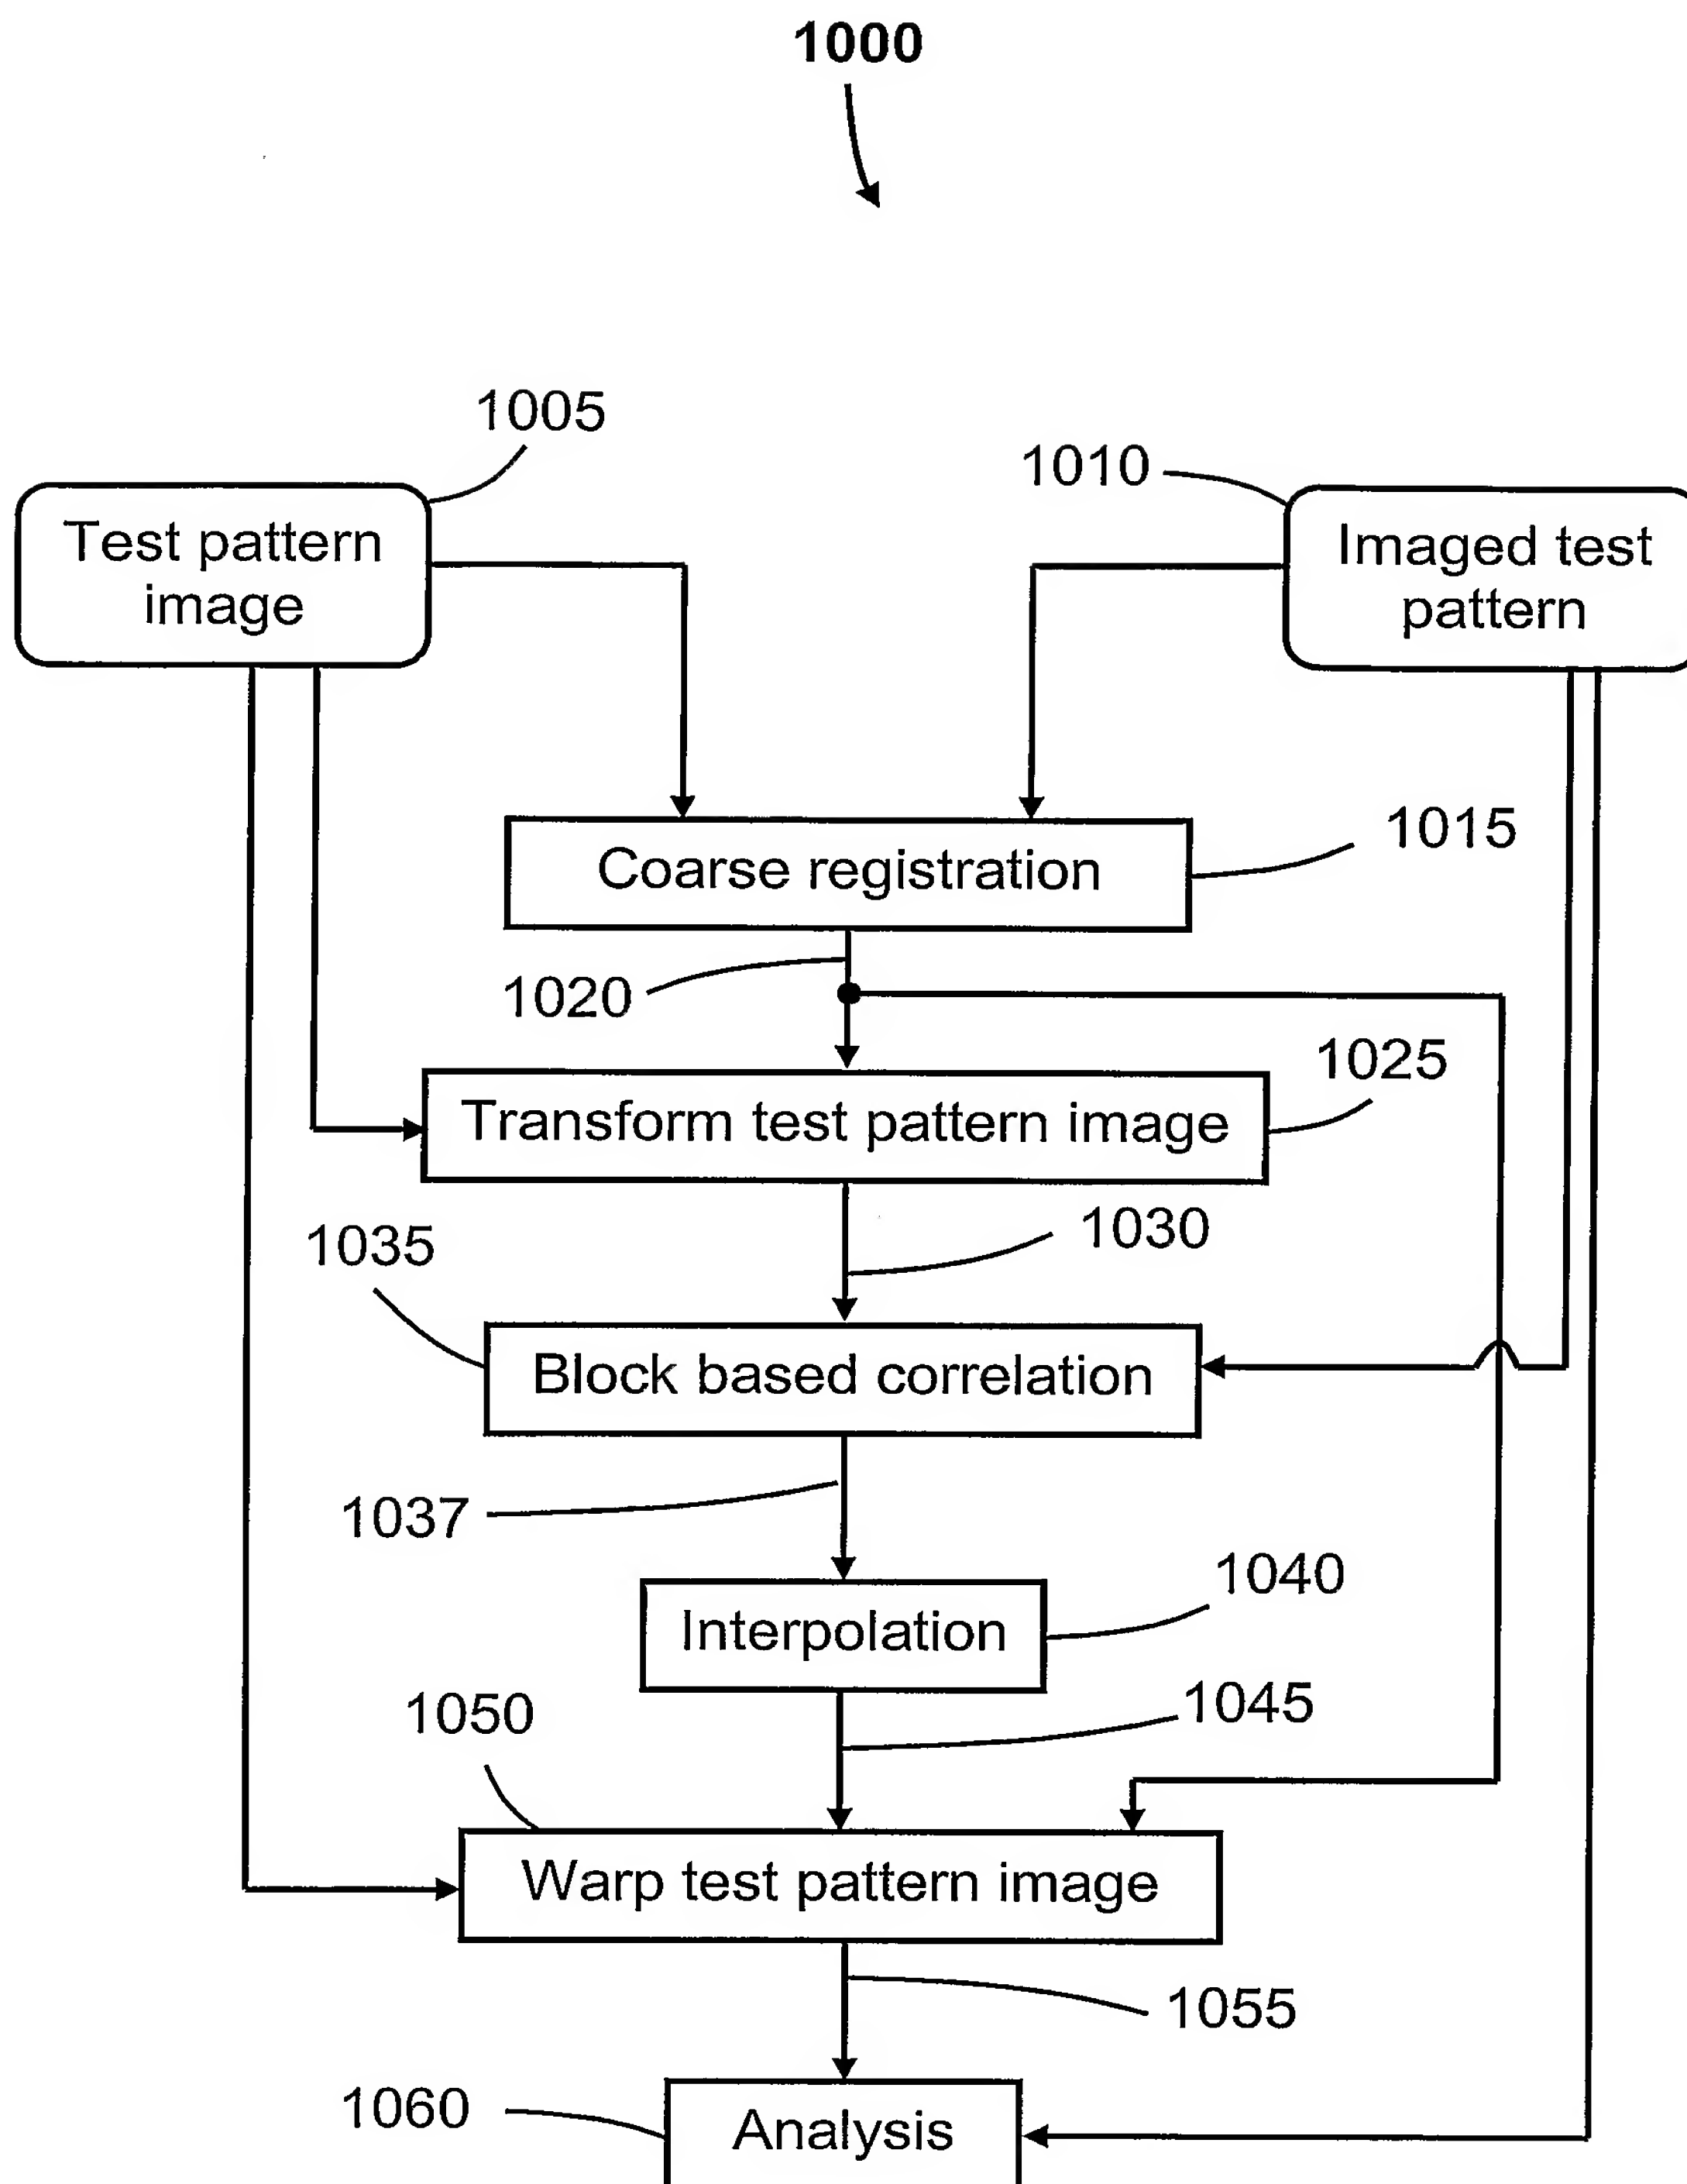 1000
1005
1010
Test pattern
image
Imaged test
pattern
1015
Coarse registration
1020
1025
Transform test pattern image
1030
1035
Block based correlation
1037
1040
Interpolation
1045
1050
Warp test pattern image
1055
1060
Analysis